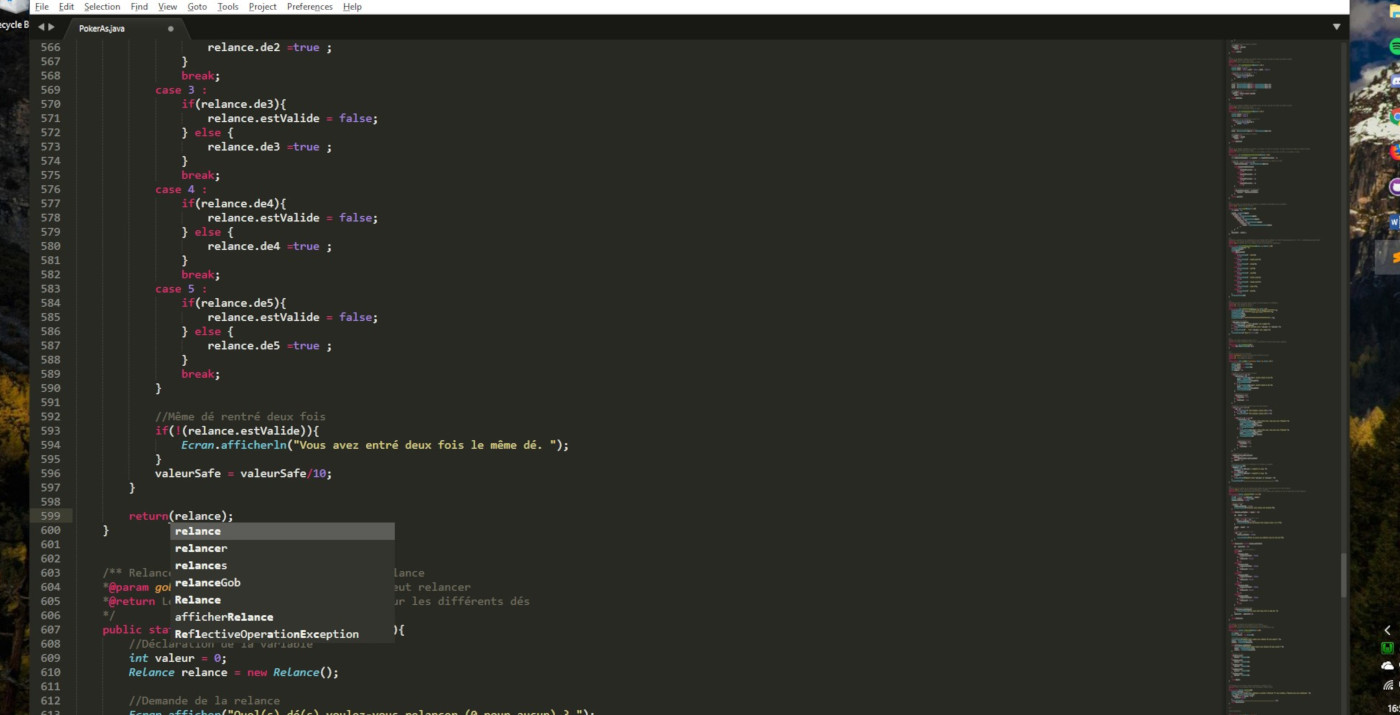 File Edit Selection Find View Goto Tools Project Preferences Help
ecycle B
PokerAs.java
566 relance.de2 =true ;
567 }
568 break;
569 case 3 :
570 if(relance.de3){
571 relance.estValide = false;
572 } else {
573 relance.de3 =true ;
574 }
575 break;
576 case 4 :
577 if(relance.de4){
578 relance.estValide = false;
579 } else {
580 relance.de4 =true ;
581 }
582 break;
583 case 5 :
584 if(relance.de5){
585 relance.estValide = false;
586 } else {
587 relance.de5 =true ;
588 }
589 break;
590 }
591
592 //Même dé rentré deux fois
593 if(!(relance.estValide)){
594 Ecran.afficherln("Vous avez entré deux fois le même dé. ");
595 }
596 valeurSafe = valeurSafe/10;
597 }
598
599 return(relance);
600 }
relance
relancer
relances
relanceGob
Relance
afficherRelance
ReflectiveOperationException
601
602
603 /** Relanc lance
604 *@param gob eut relancer
605 *@return L ur les différents dés
606 */
607 public sta ){
608 //Déclaration de la variable
609 int valeur = 0;
610 Relance relance = new Relance();
611
612 //Demande de la relance
613 Ecran.afficher("Quel(s) dé(s) voulez-vous relancer (0 pour aucun) ? ");